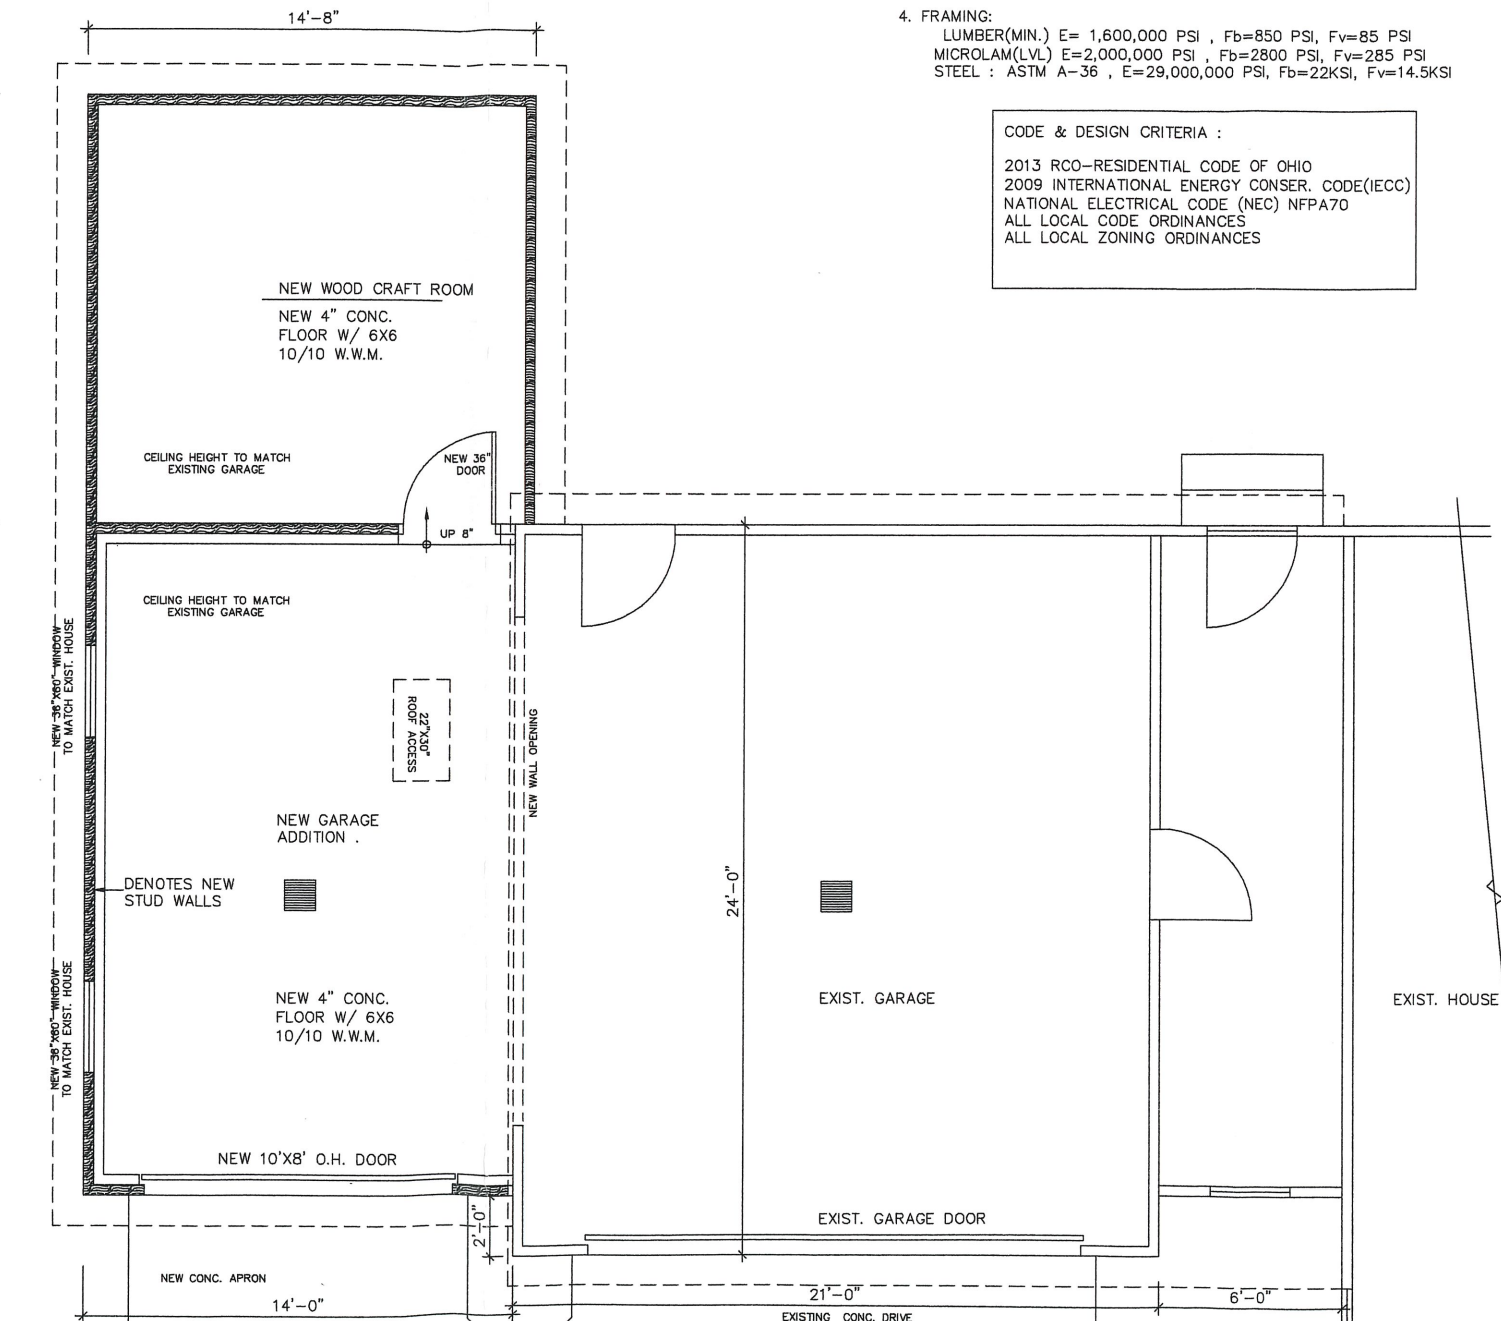 14'-8"
4. FRAMING:
LUMBER(MIN.) E= 1,600,000 PSI , Fb=850 PSI, Fv=85 PSI
MICROLAM(LVL) E=2,000,000 PSI , Fb=2800 PSI, Fv=285 PSI
STEEL : ASTM A-36 , E=29,000,000 PSI, Fb=22KSI, Fv=14.5KSI
CODE & DESIGN CRITERIA :
2013 RCO-RESIDENTIAL CODE OF OHIO
2009 INTERNATIONAL ENERGY CONSER. CODE(IECC)
NATIONAL ELECTRICAL CODE (NEC) NFPA70
ALL LOCAL CODE ORDINANCES
ALL LOCAL ZONING ORDINANCES
NEW WOOD CRAFT ROOM
NEW 4" CONC.
FLOOR W/ 6X6
10/10 W.W.M.
CEILING HEIGHT TO MATCH
EXISTING GARAGE
NEW 36"
DOOR
UP 8"
CEILING HEIGHT TO MATCH
EXISTING GARAGE
NEW 36"X60" WINDOW
TO MATCH EXIST. HOUSE
22"X30"
ROOF ACCESS
NEW WALL OPENING
NEW GARAGE
ADDITION .
DENOTES NEW
STUD WALLS
24'-0"
NEW 36"X60" WINDOW
TO MATCH EXIST. HOUSE
NEW 4" CONC.
FLOOR W/ 6X6
10/10 W.W.M.
EXIST. GARAGE
EXIST. HOUSE
NEW 10'X8' O.H. DOOR
2'-0"
EXIST. GARAGE DOOR
NEW CONC. APRON
14'-0"
21'-0"
6'-0"
EXISTING CONC. DRIVE